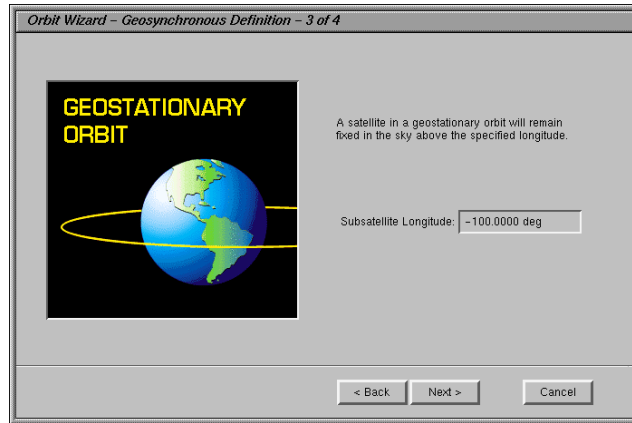 Orbit Wizard – Geosynchronous Definition – 3 of 4
GEOSTATIONARY
ORBIT
A satellite in a geostationary orbit will remain
fixed in the sky above the specified longitude.
Subsatellite Longitude: -100.0000 deg
< Back Next > Cancel